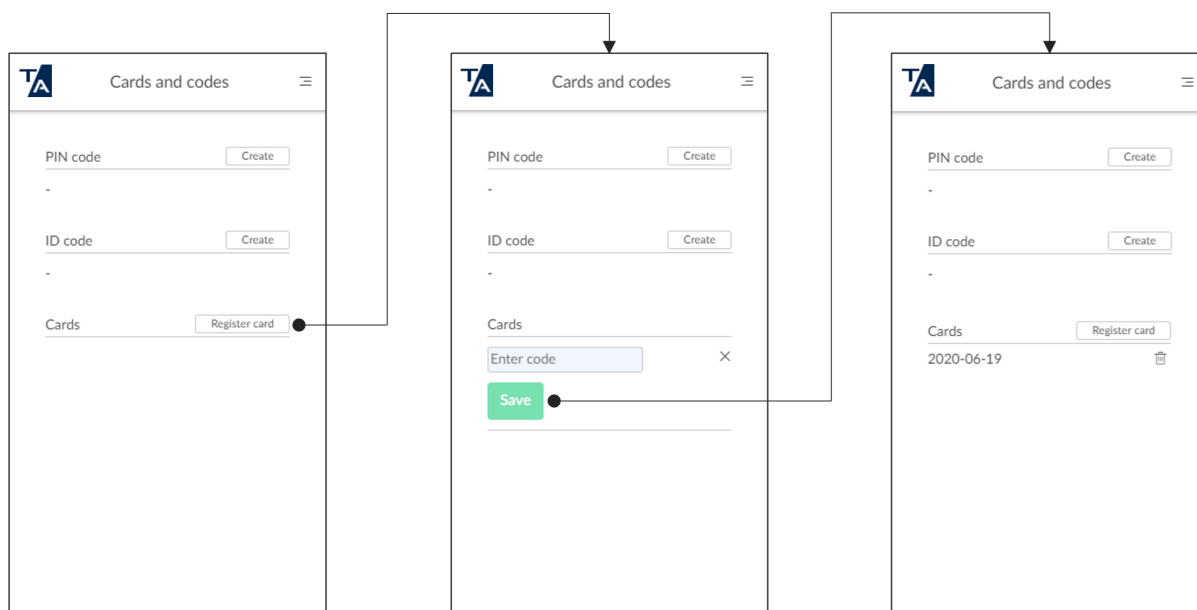 TA
Cards and codes
PIN code
Create
-
ID code
Create
-
Cards
Register card
TA
Cards and codes
PIN code
Create
-
ID code
Create
-
Cards
Enter code
Save
TA
Cards and codes
PIN code
Create
-
ID code
Create
-
Cards
Register card
2020-06-19